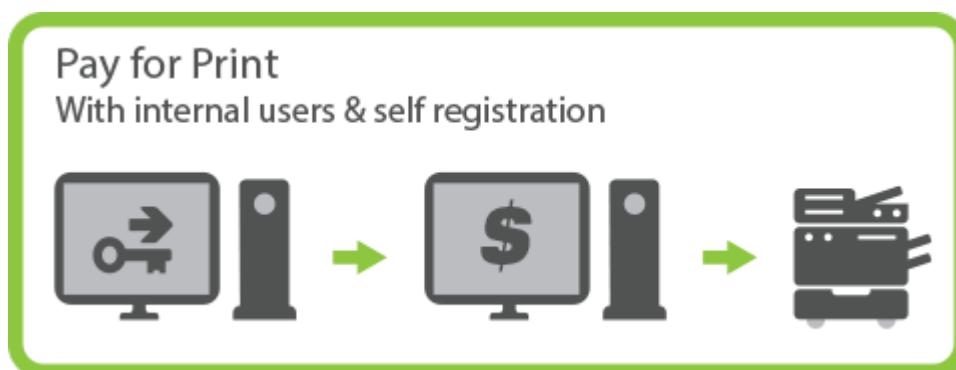 Pay for Print
With internal users & self registration
$